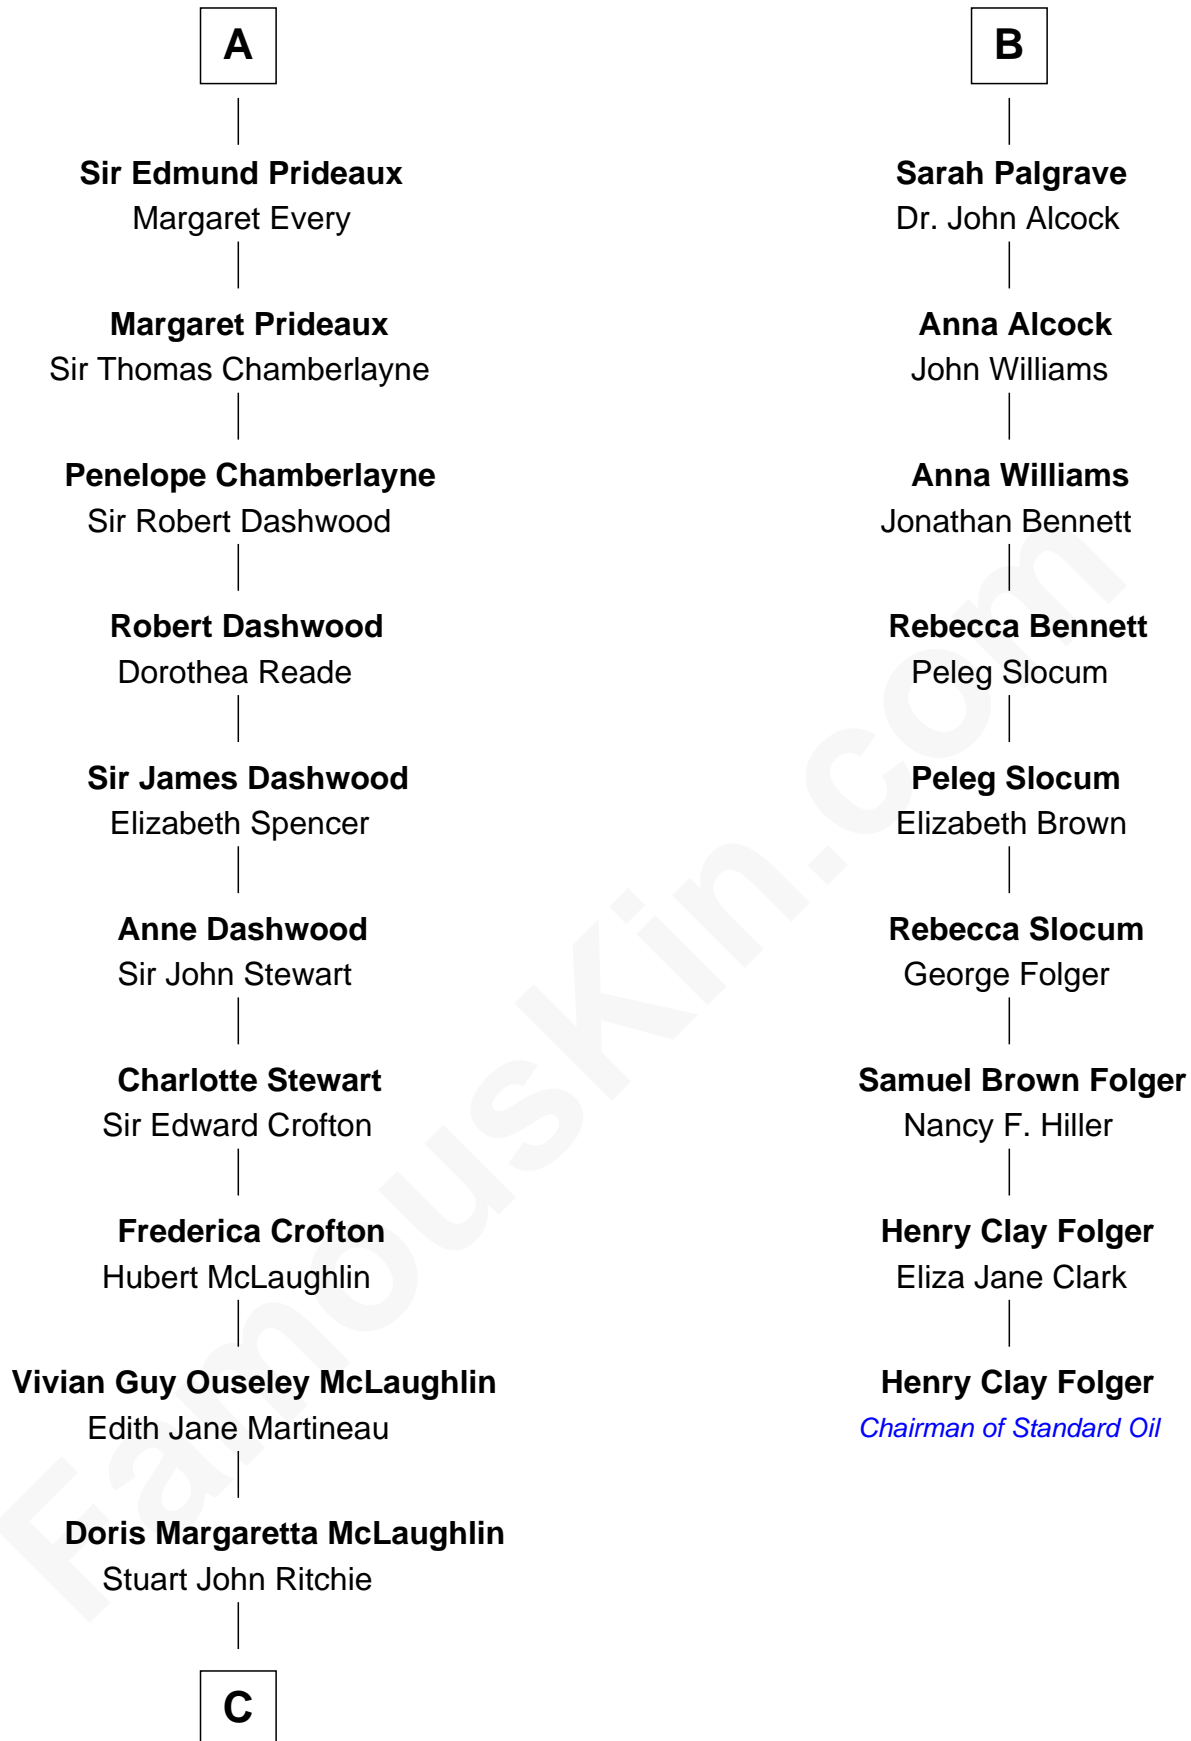 A
Sir Edmund Prideaux
Margaret Every
Margaret Prideaux
Sir Thomas Chamberlayne
Penelope Chamberlayne
Sir Robert Dashwood
Robert Dashwood
Dorothea Reade
Sir James Dashwood
Elizabeth Spencer
Anne Dashwood
Sir John Stewart
Charlotte Stewart
Sir Edward Crofton
Frederica Crofton
Hubert McLaughlin
Vivian Guy Ouseley McLaughlin
Edith Jane Martineau
Doris Margaretta McLaughlin
Stuart John Ritchie
C
B
Sarah Palgrave
Dr. John Alcock
Anna Alcock
John Williams
Anna Williams
Jonathan Bennett
Rebecca Bennett
Peleg Slocum
Peleg Slocum
Elizabeth Brown
Rebecca Slocum
George Folger
Samuel Brown Folger
Nancy F. Hiller
Henry Clay Folger
Eliza Jane Clark
Henry Clay Folger
Chairman of Standard Oil
FamousKin.com